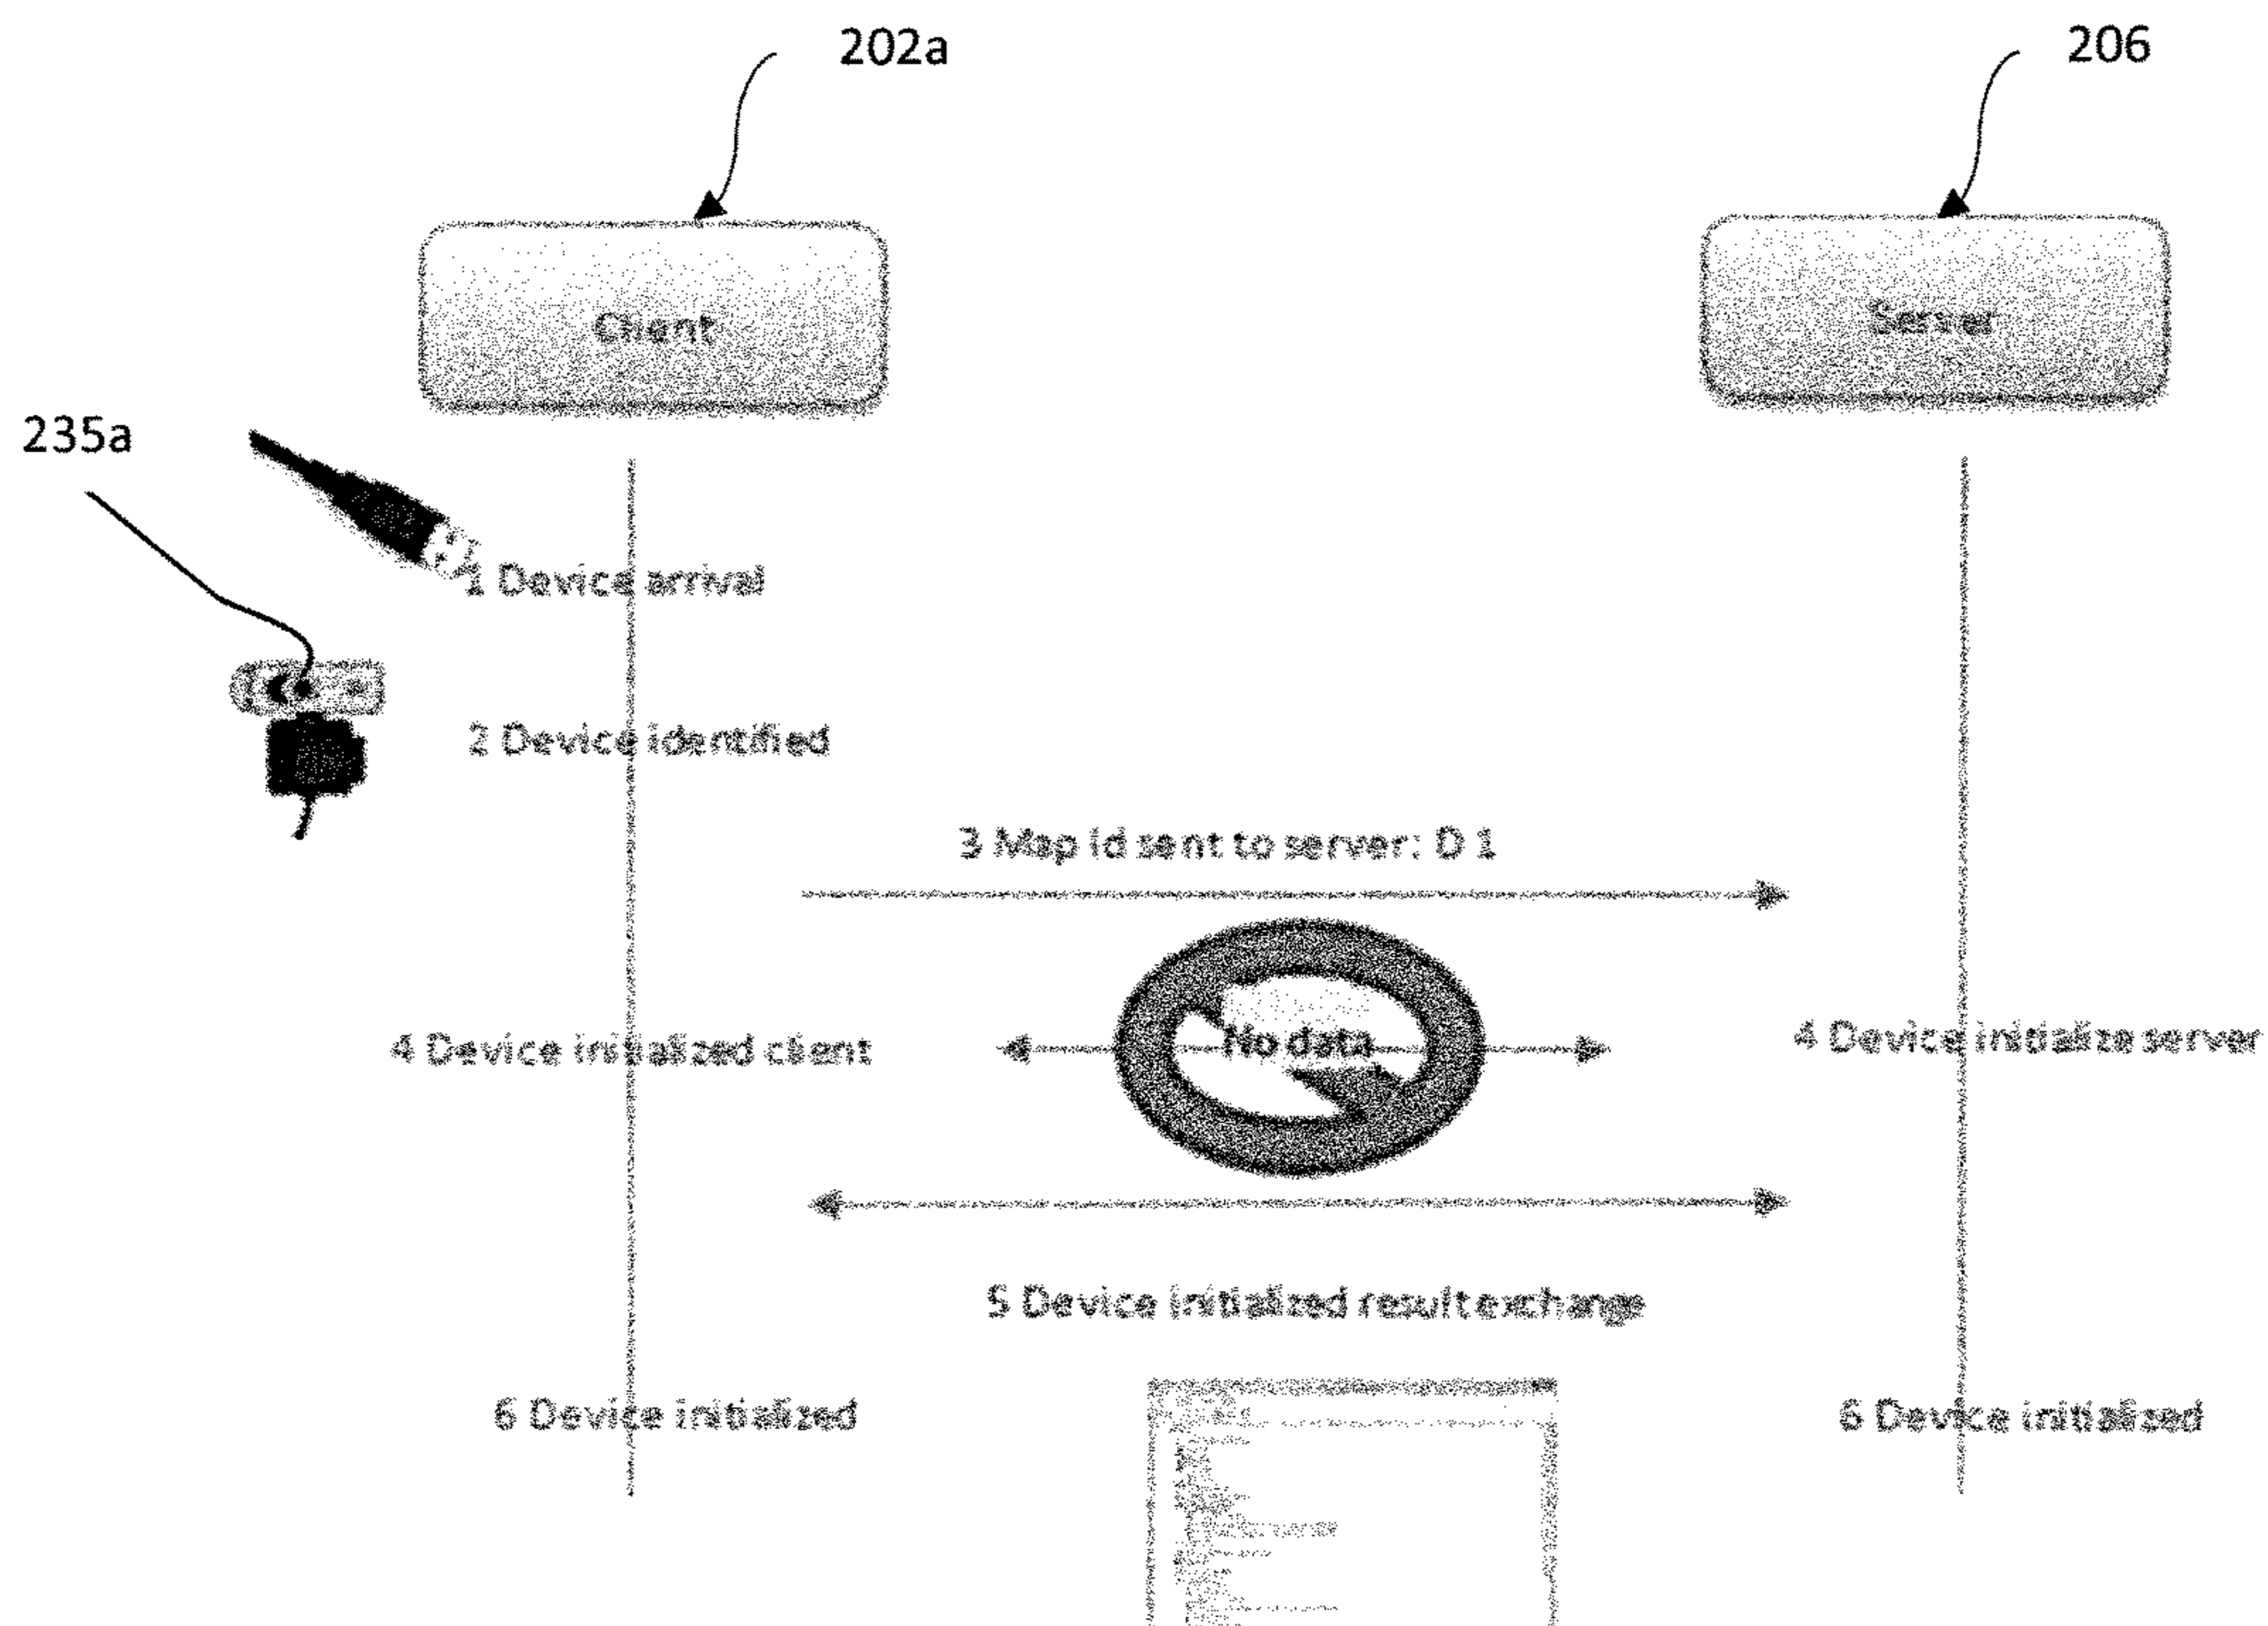 202a
206
Client
Server
235a
1 Device arrival
2 Device identified
3 Map id sent to server: D 1
4 Device initialized client
No data
4 Device initialize server
5 Device initialized result exchange
6 Device initialized
6 Device initialized